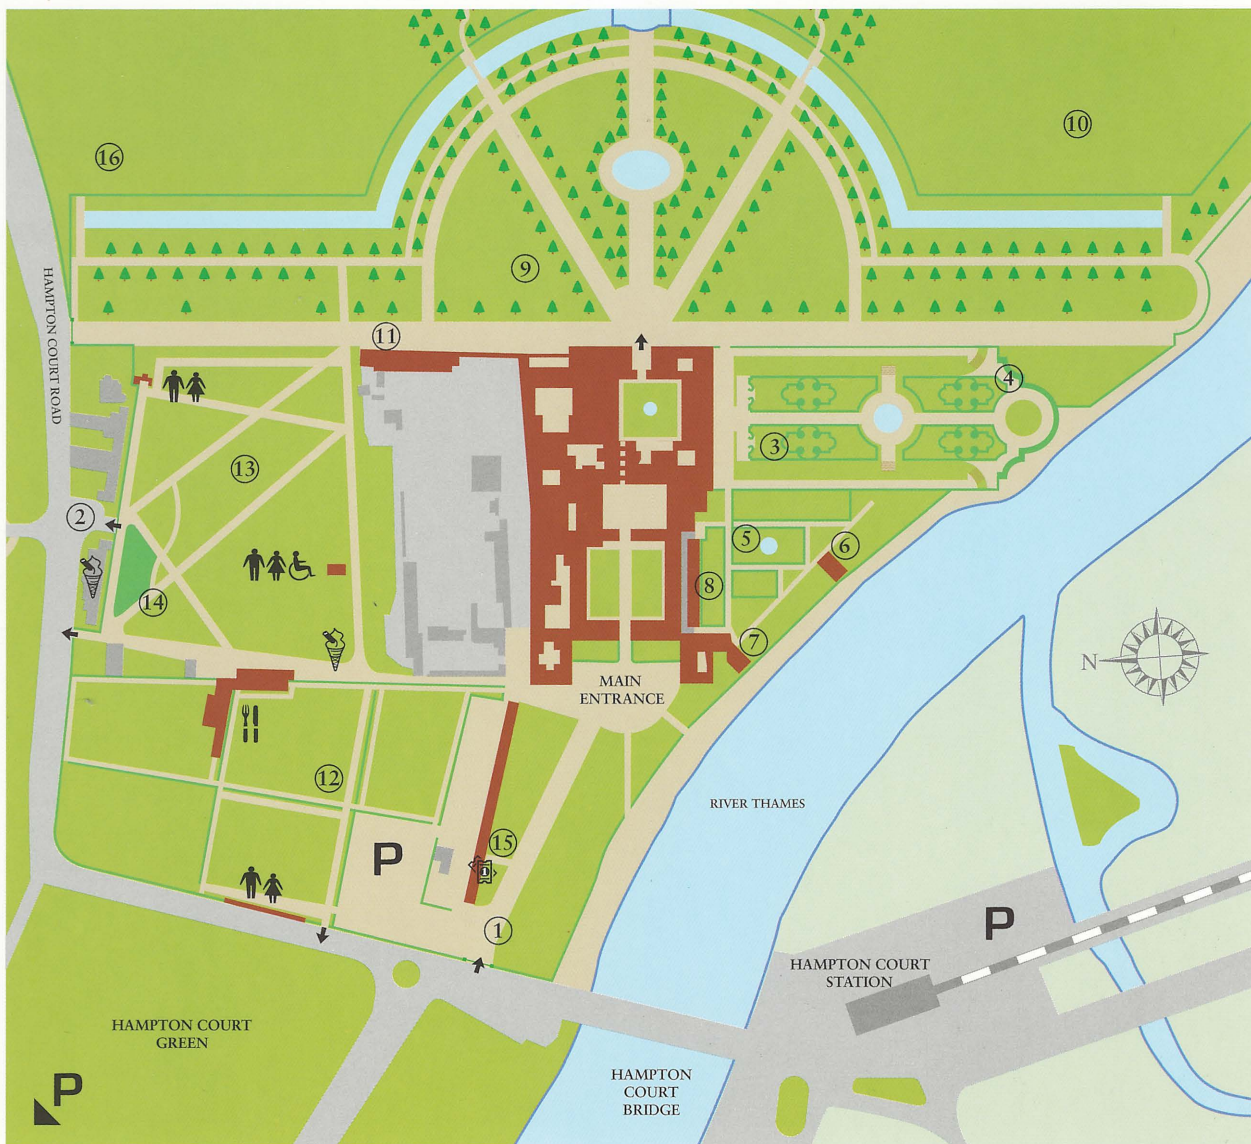 10
16
9
HAMPTON COURT ROAD
11
4
3
13
2
5
6
8
14
7
N
MAIN
ENTRANCE
12
RIVER THAMES
15
P
1
P
HAMPTON COURT
STATION
HAMPTON COURT
GREEN
P
HAMPTON
COURT
BRIDGE